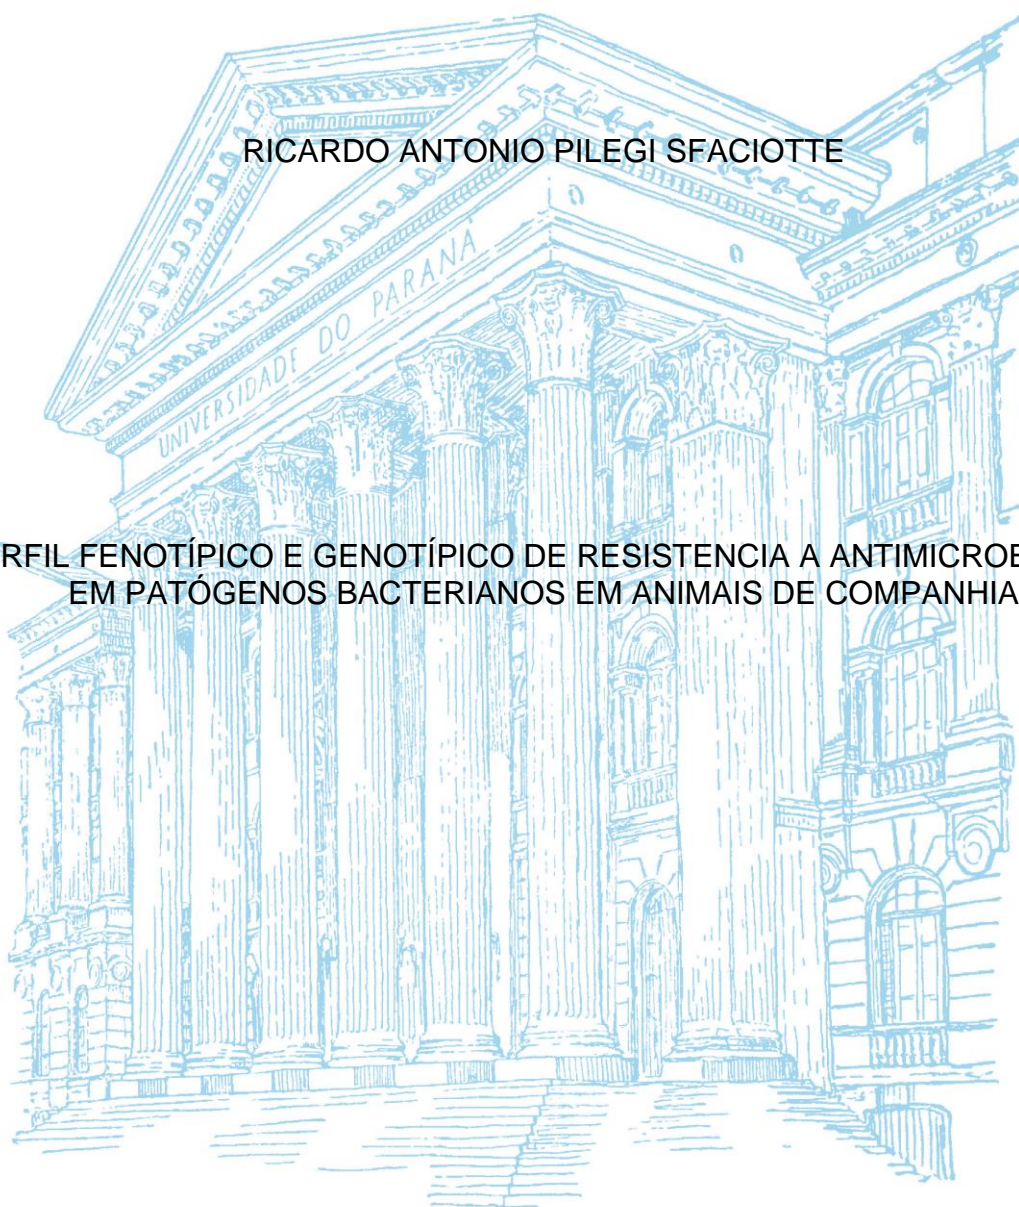 RICARDO ANTONIO PILEGI SFACIOTTE
UNIVERSIDADE DO PARANÁ
RFIL FENOTÍPICO E GENOTÍPICO DE RESISTENCIA A ANTIMICROB
EM PATÓGENOS BACTERIANOS EM ANIMAIS DE COMPANHIA